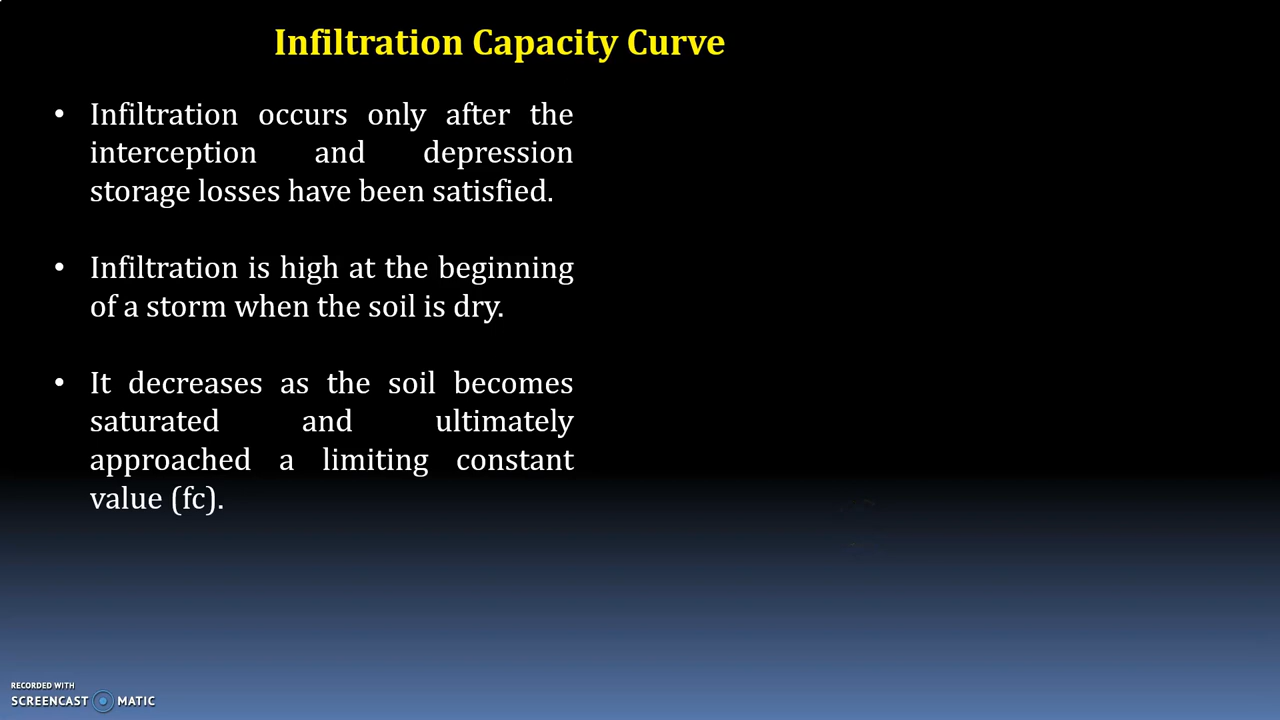 Infiltration Capacity Curve
• Infiltration occurs only after the
interception and depression
storage losses have been satisfied.
• Infiltration is high at the beginning
of a storm when the soil is dry.
• It decreases as the soil becomes
saturated and ultimately
approached a limiting constant
value (fc).
RECORDED WITH
SCREENCAST MATIC